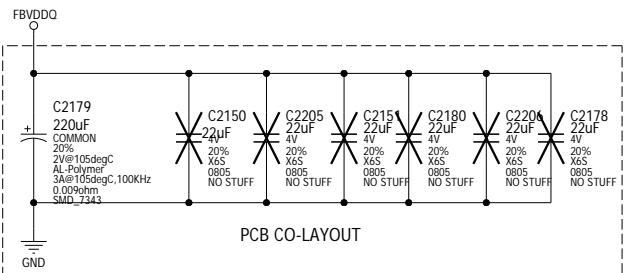 FBVDDQ
+
C2179
220uF
COMMON
20%
2V@105degC
AL-Polymer
3A@105degC,100KHz
0.009ohm
SMD_7343
C2150
22uF
4V
20%
X6S
0805
NO STUFF
C2205
22uF
4V
20%
X6S
0805
NO STUFF
C2151
22uF
4V
20%
X6S
0805
NO STUFF
C2180
22uF
4V
20%
X6S
0805
NO STUFF
C2206
22uF
4V
20%
X6S
0805
NO STUFF
C2178
22uF
4V
20%
X6S
0805
NO STUFF
PCB CO-LAYOUT
GND